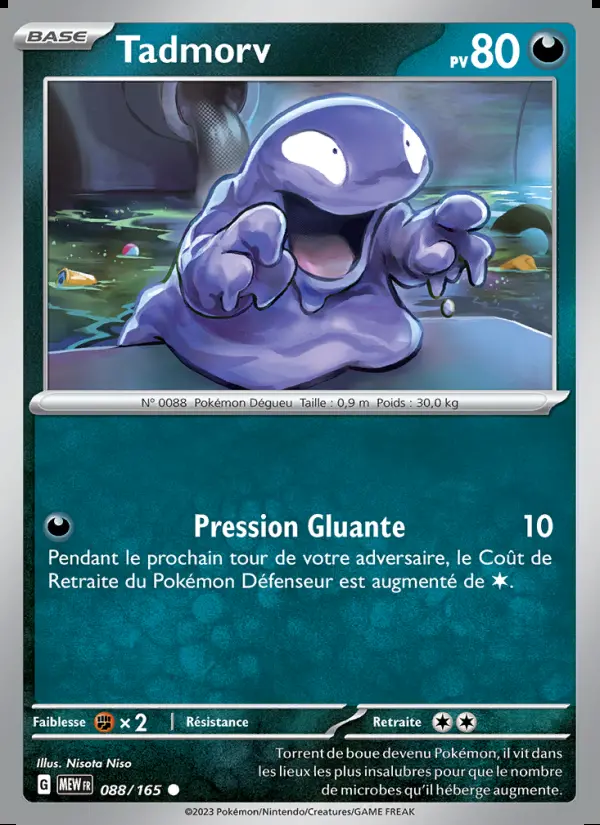 BASE Tadmorv PV 80
N° 0088 Pokémon Dégueu Taille : 0,9 m Poids : 30,0 kg
Pression Gluante 10
Pendant le prochain tour de votre adversaire, le Coût de
Retraite du Pokémon Défenseur est augmenté de .
Faiblesse ×2 Résistance Retraite
Illus. Nisota Niso
Torrent de boue devenu Pokémon, il vit dans
les lieux les plus insalubres pour que le nombre
de microbes qu'il héberge augmente.
G MEW FR 088/165
©2023 Pokémon/Nintendo/Creatures/GAME FREAK